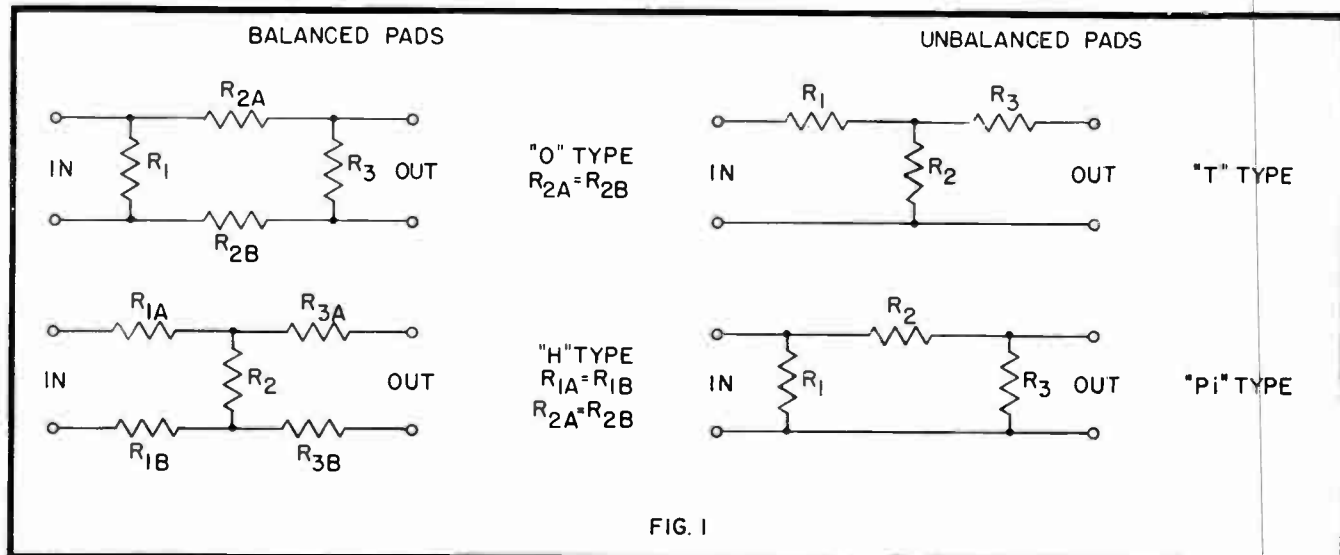 BALANCED PADS
R2A
IN
R1
R3
OUT
R2B
"O" TYPE
R2A=R2B
R1A
R3A
IN
R2
OUT
R1B
R3B
"H" TYPE
R1A=R1B
R2A=R2B
UNBALANCED PADS
R1
R3
IN
R2
OUT
"T" TYPE
R2
IN
R1
R3
OUT
"Pi" TYPE
FIG. 1